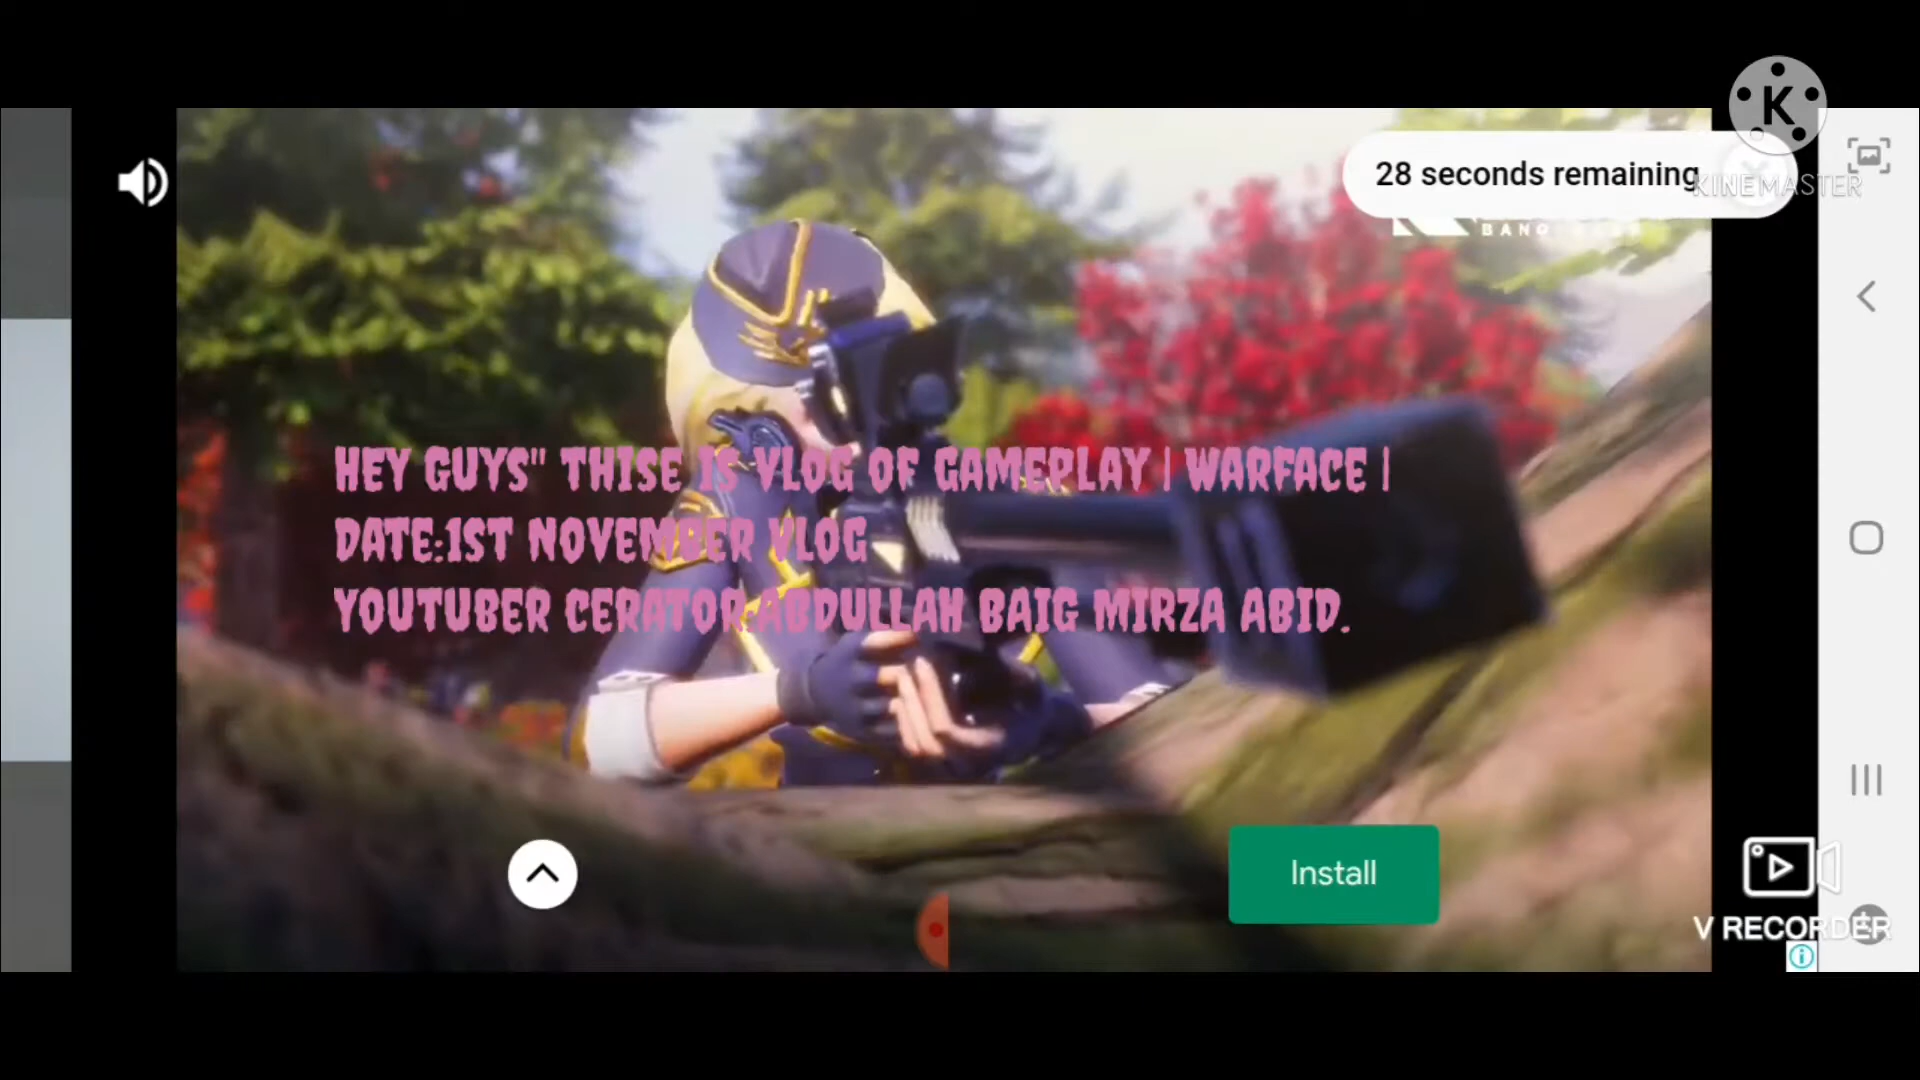 28 seconds remaining
KINEMASTER
HEY GUYS" THISE IS VLOG OF GAMEPLAY | WARFACE |
DATE:1ST NOVEMBER VLOG
YOUTUBER CERATOR:ABDULLAH BAIG MIRZA ABID.
Install
V RECORDER